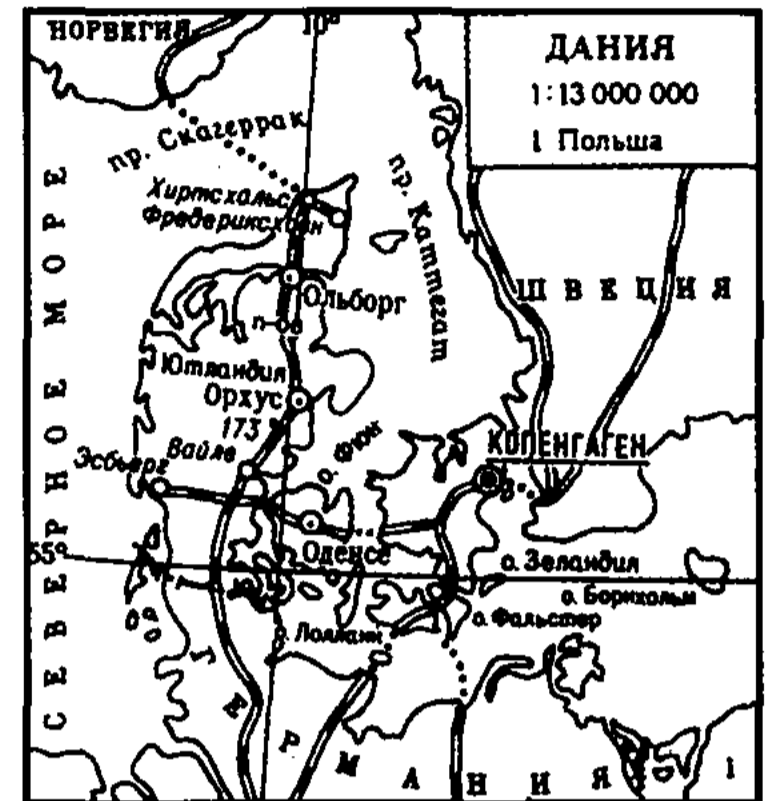 НОРВЕГИЯ
10°
ДАНИЯ
1:13 000 000
1 Польша
пр. Скагеррак
Хиртсхальс
Фредериксхавн
пр. Каттегат
СЕВЕРНОЕ МОРЕ
ШВЕЦИЯ
Ольборг
Ютландия
Орхус
173
Вайле
Эсбьерг
о. Фюн
КОПЕНГАГЕН
Оденсе
55°
о. Зеландия
о. Борнхольм
о. Фальстер
о. Лолланн
ГЕРМАНИЯ
1